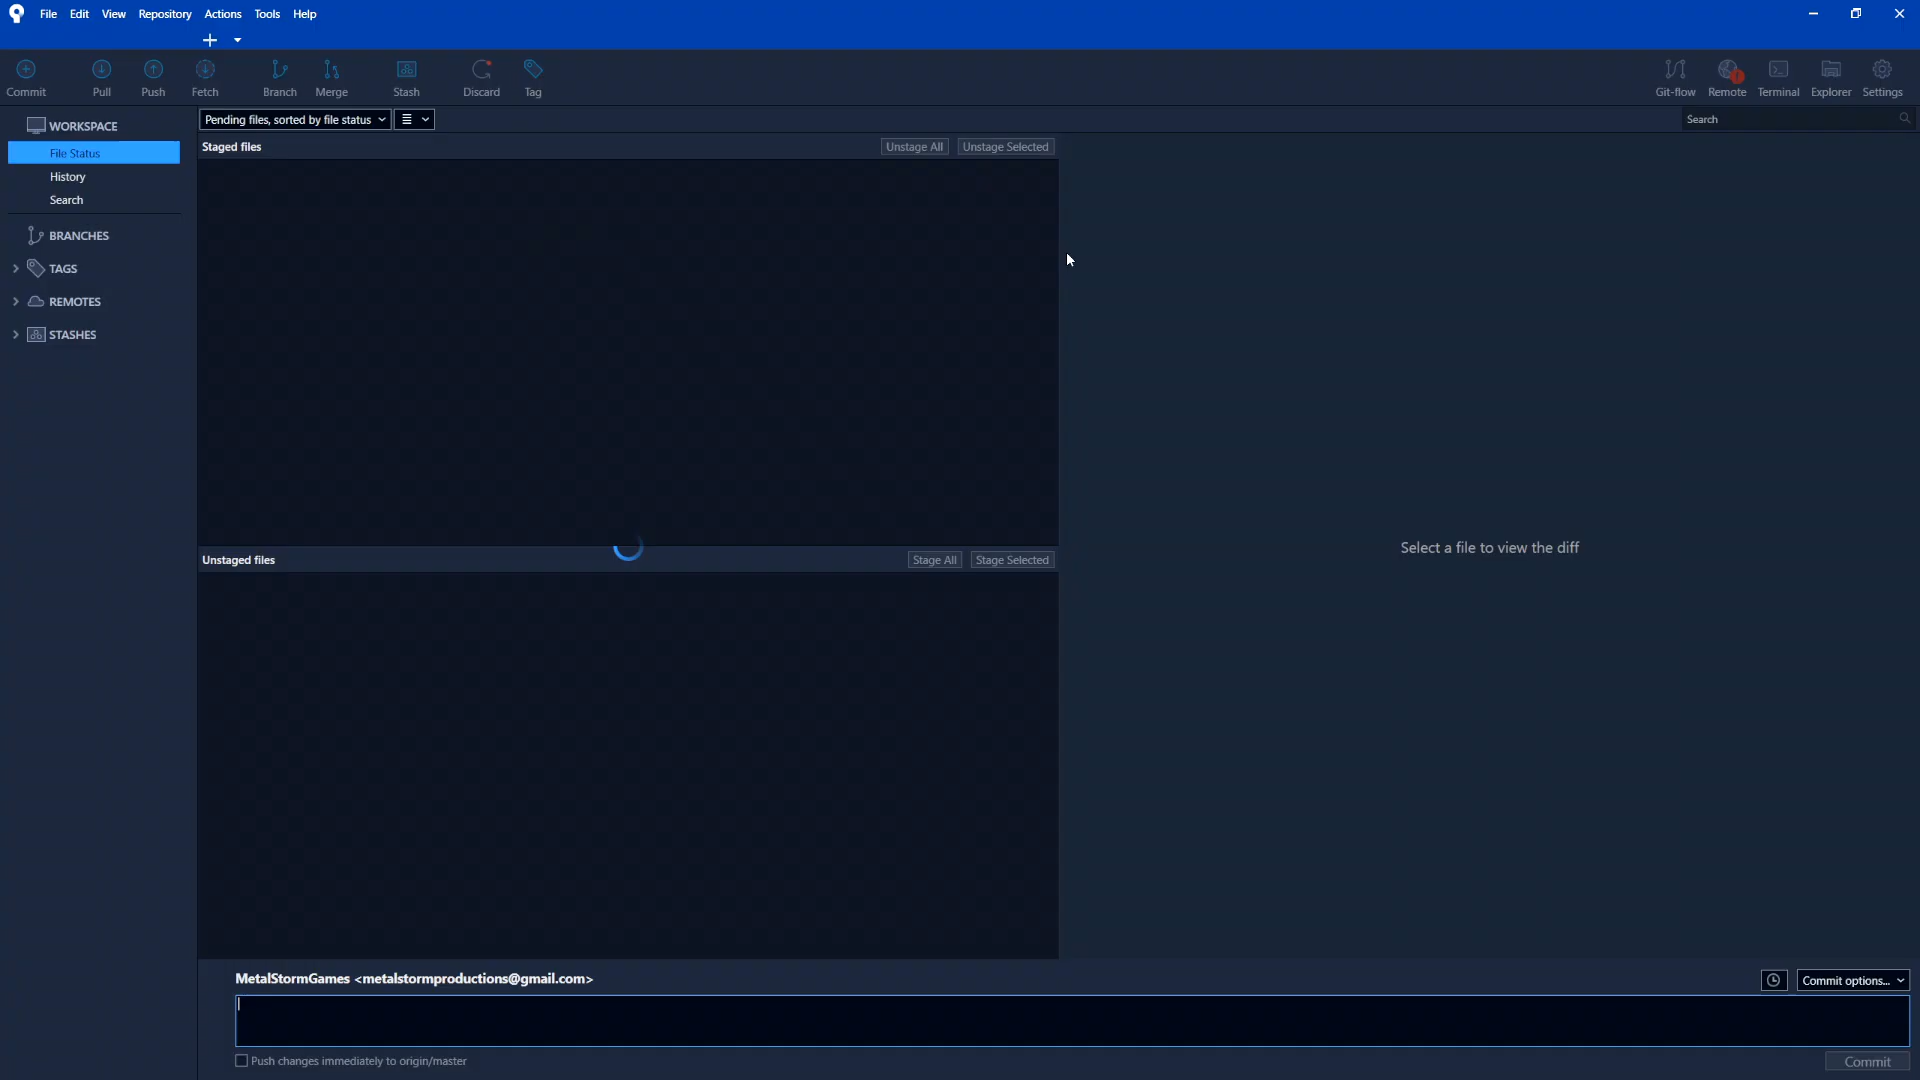 File Edit View Repository Actions Tools Help
Commit Pull Push Fetch Branch Merge Stash Discard Tag Git-flow Remote Terminal Explorer Settings
Pending files, sorted by file status
Search
WORKSPACE
File Status
History
Search
BRANCHES
TAGS
REMOTES
STASHES
Staged files Unstage All Unstage Selected
Unstaged files Stage All Stage Selected
Select a file to view the diff
MetalStormGames <metalstormproductions@gmail.com>
Commit options...
Push changes immediately to origin/master
Commit